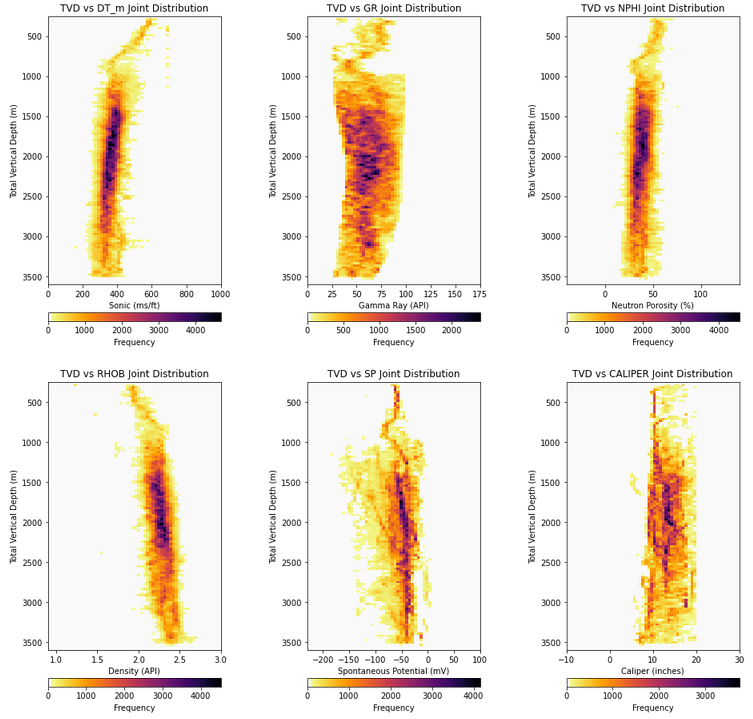 TVD vs DT_m Joint Distribution
500
1000
1500
2000
2500
3000
3500
Total Vertical Depth (m)
0 200 400 600 800 1000
Sonic (ms/ft)
0 1000 2000 3000 4000
Frequency
TVD vs GR Joint Distribution
500
1000
1500
2000
2500
3000
3500
Total Vertical Depth (m)
0 25 50 75 100 125 150 175
Gamma Ray (API)
0 500 1000 1500 2000
Frequency
TVD vs NPHI Joint Distribution
500
1000
1500
2000
2500
3000
3500
Total Vertical Depth (m)
0 50 100
Neutron Porosity (%)
0 1000 2000 3000 4000
Frequency
TVD vs RHOB Joint Distribution
500
1000
1500
2000
2500
3000
3500
Total Vertical Depth (m)
1.0 1.5 2.0 2.5 3.0
Density (API)
0 1000 2000 3000 4000
Frequency
TVD vs SP Joint Distribution
500
1000
1500
2000
2500
3000
3500
Total Vertical Depth (m)
−200 −150 −100 −50 0 50 100
Spontaneous Potential (mV)
0 1000 2000 3000 4000
Frequency
TVD vs CALIPER Joint Distribution
500
1000
1500
2000
2500
3000
3500
Total Vertical Depth (m)
−10 0 10 20 30
Caliper (inches)
0 1000 2000 3000
Frequency